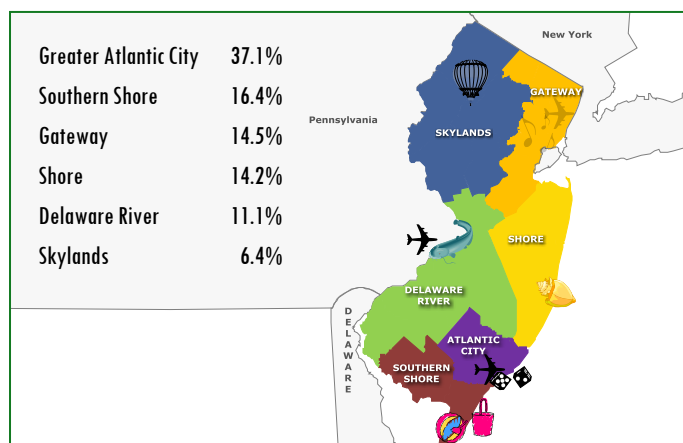 Greater Atlantic City 37.1%
Southern Shore 16.4%
Gateway 14.5%
Shore 14.2%
Delaware River 11.1%
Skylands 6.4%
New York
Pennsylvania
GATEWAY
SKYLANDS
SHORE
DELAWARE
RIVER
ATLANTIC
CITY
SOUTHERN
SHORE
DELAWARE